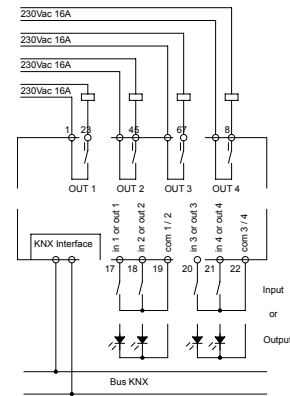 230Vac 16A
230Vac 16A
230Vac 16A
230Vac 16A
1 23 45 67 8
OUT 1 OUT 2 OUT 3 OUT 4
in 1 or out 1
in 2 or out 2
com 1 / 2
in 3 or out 3
in 4 or out 4
com 3 / 4
KNX Interface
17 18 19 20 21 22
Input
or
Output
Bus KNX